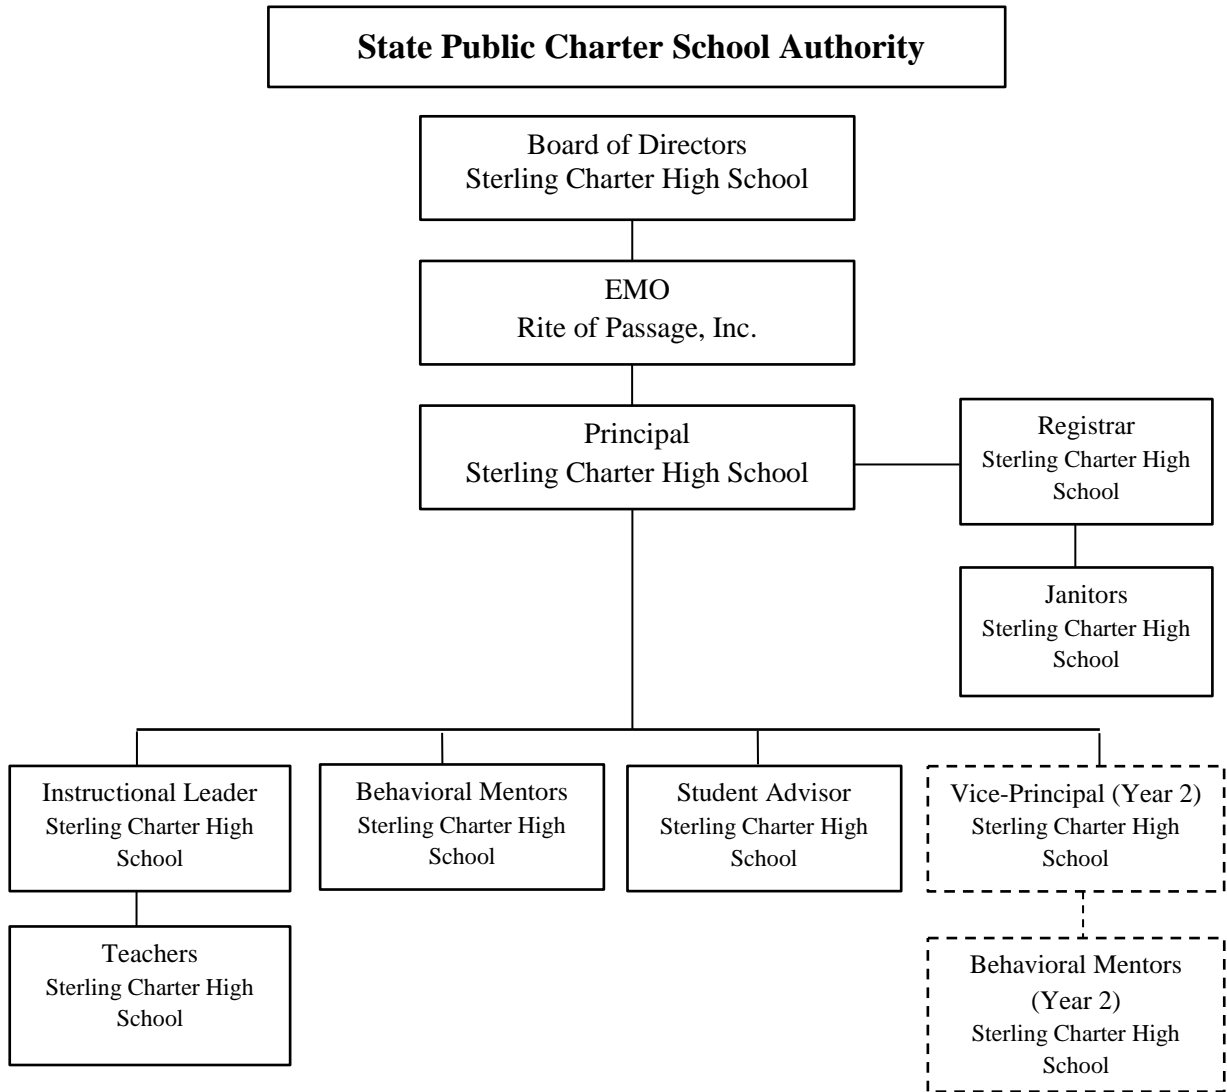 State Public Charter School Authority
Board of Directors
Sterling Charter High School
EMO
Rite of Passage, Inc.
Principal
Sterling Charter High School
Registrar
Sterling Charter High
School
Janitors
Sterling Charter High
School
Instructional Leader
Sterling Charter High
School
Behavioral Mentors
Sterling Charter High
School
Student Advisor
Sterling Charter High
School
Vice-Principal (Year 2)
Sterling Charter High
School
Teachers
Sterling Charter High
School
Behavioral Mentors
(Year 2)
Sterling Charter High
School